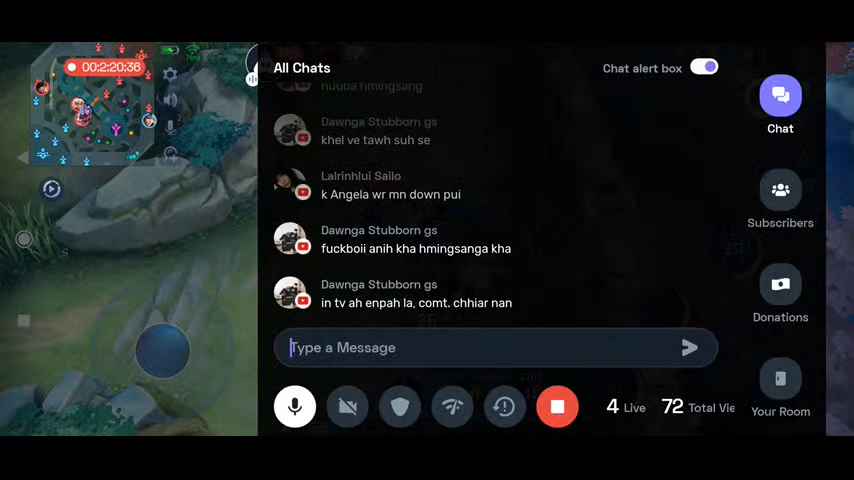 00:2:20:36
All Chats
Chat alert box
nuuba hmingsang
Dawnga Stubborn gs
khel ve tawh suh se
Lalrinhlui Sailo
k Angela wr mn down pui
Dawnga Stubborn gs
fuckboii anih kha hmingsanga kha
Dawnga Stubborn gs
in tv ah enpah la, comt. chhiar nan
Type a Message
4 Live
72 Total Vie
Chat
Subscribers
Donations
Your Room